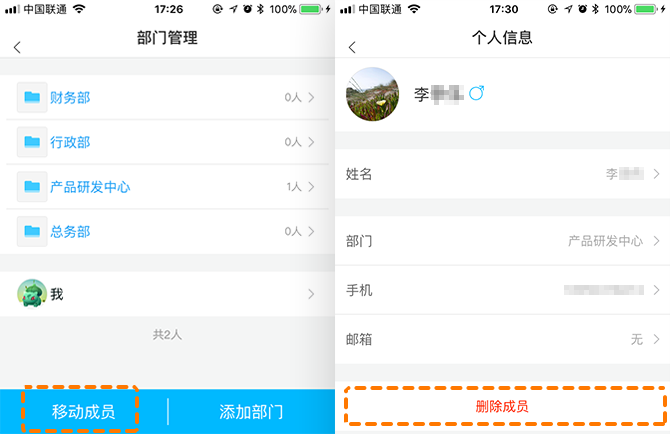 中国联通 17:26 100%
部门管理
财务部 0人
行政部 0人
产品研发中心 1人
总务部 0人
我
共2人
移动成员 添加部门
中国联通 17:30 100%
个人信息
李
姓名 李
部门 产品研发中心
手机
邮箱 无
删除成员